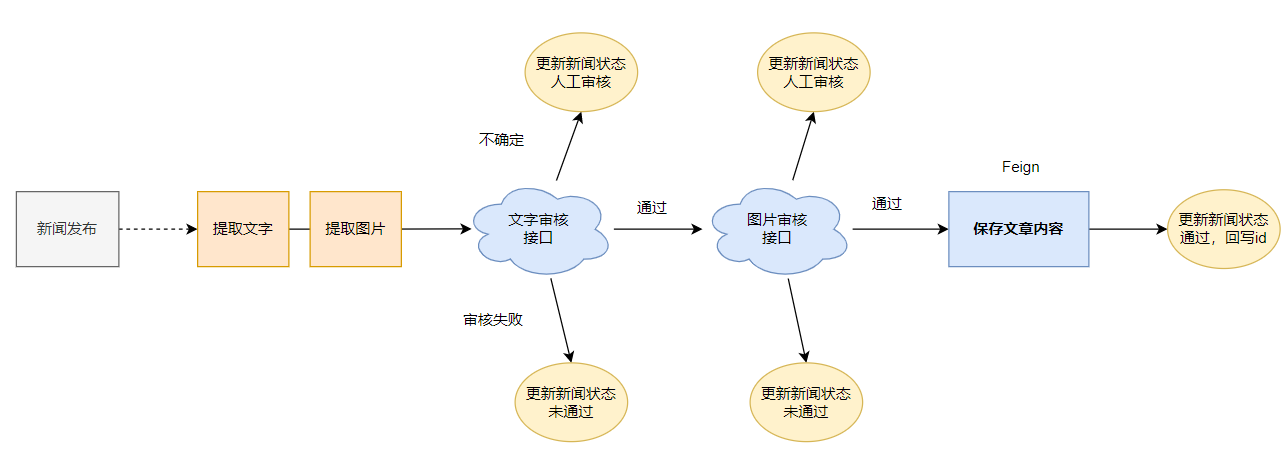 更新新闻状态
人工审核
更新新闻状态
人工审核
不确定
Feign
新闻发布
提取文字
提取图片
文字审核
接口
通过
图片审核
接口
通过
保存文章内容
更新新闻状态
通过，回写id
审核失败
更新新闻状态
未通过
更新新闻状态
未通过